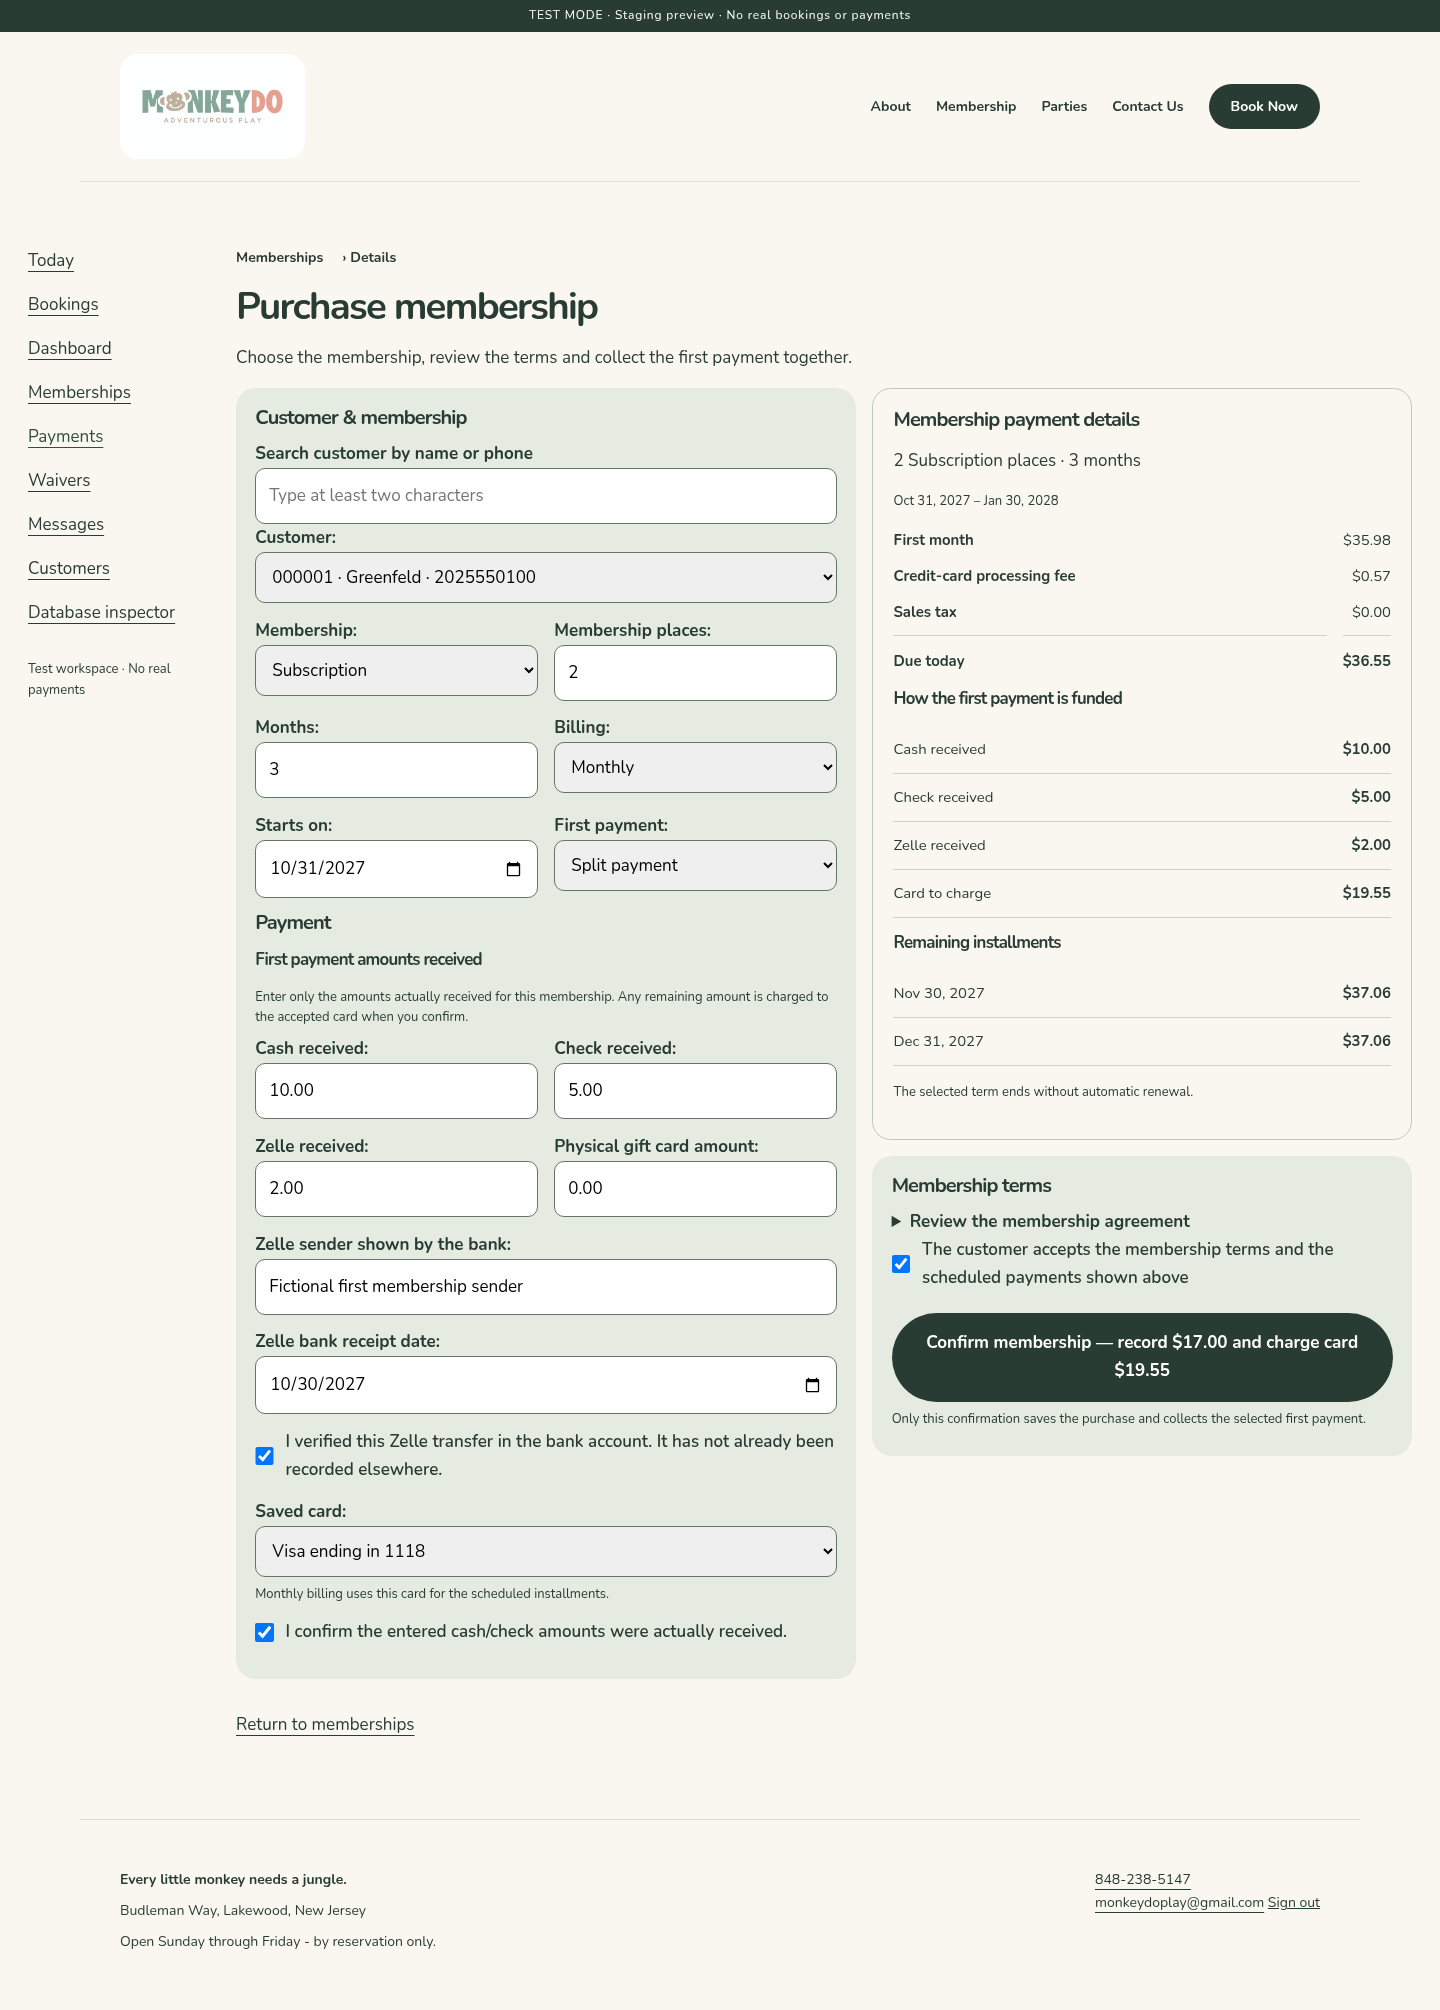 TEST MODE · Staging preview · No real bookings or payments
MONKEYDO
ADVENTUROUS PLAY
About
Membership
Parties
Contact Us
Book Now
Today
Bookings
Dashboard
Memberships
Payments
Waivers
Messages
Customers
Database inspector
Test workspace · No real
payments
Memberships › Details
Purchase membership
Choose the membership, review the terms and collect the first payment together.
Customer & membership
Search customer by name or phone
Type at least two characters
Customer:
000001 · Greenfeld · 2025550100
Membership:
Subscription
Membership places:
2
Months:
3
Billing:
Monthly
Starts on:
10/31/2027
First payment:
Split payment
Payment
First payment amounts received
Enter only the amounts actually received for this membership. Any remaining amount is charged to
the accepted card when you confirm.
Cash received:
10.00
Check received:
5.00
Zelle received:
2.00
Physical gift card amount:
0.00
Zelle sender shown by the bank:
Fictional first membership sender
Zelle bank receipt date:
10/30/2027
I verified this Zelle transfer in the bank account. It has not already been
recorded elsewhere.
Saved card:
Visa ending in 1118
Monthly billing uses this card for the scheduled installments.
I confirm the entered cash/check amounts were actually received.
Return to memberships
Membership payment details
2 Subscription places · 3 months
Oct 31, 2027 – Jan 30, 2028
First month $35.98
Credit-card processing fee $0.57
Sales tax $0.00
Due today $36.55
How the first payment is funded
Cash received $10.00
Check received $5.00
Zelle received $2.00
Card to charge $19.55
Remaining installments
Nov 30, 2027 $37.06
Dec 31, 2027 $37.06
The selected term ends without automatic renewal.
Membership terms
Review the membership agreement
The customer accepts the membership terms and the
scheduled payments shown above
Confirm membership — record $17.00 and charge card
$19.55
Only this confirmation saves the purchase and collects the selected first payment.
Every little monkey needs a jungle.
Budleman Way, Lakewood, New Jersey
Open Sunday through Friday - by reservation only.
848-238-5147
monkeydoplay@gmail.com Sign out